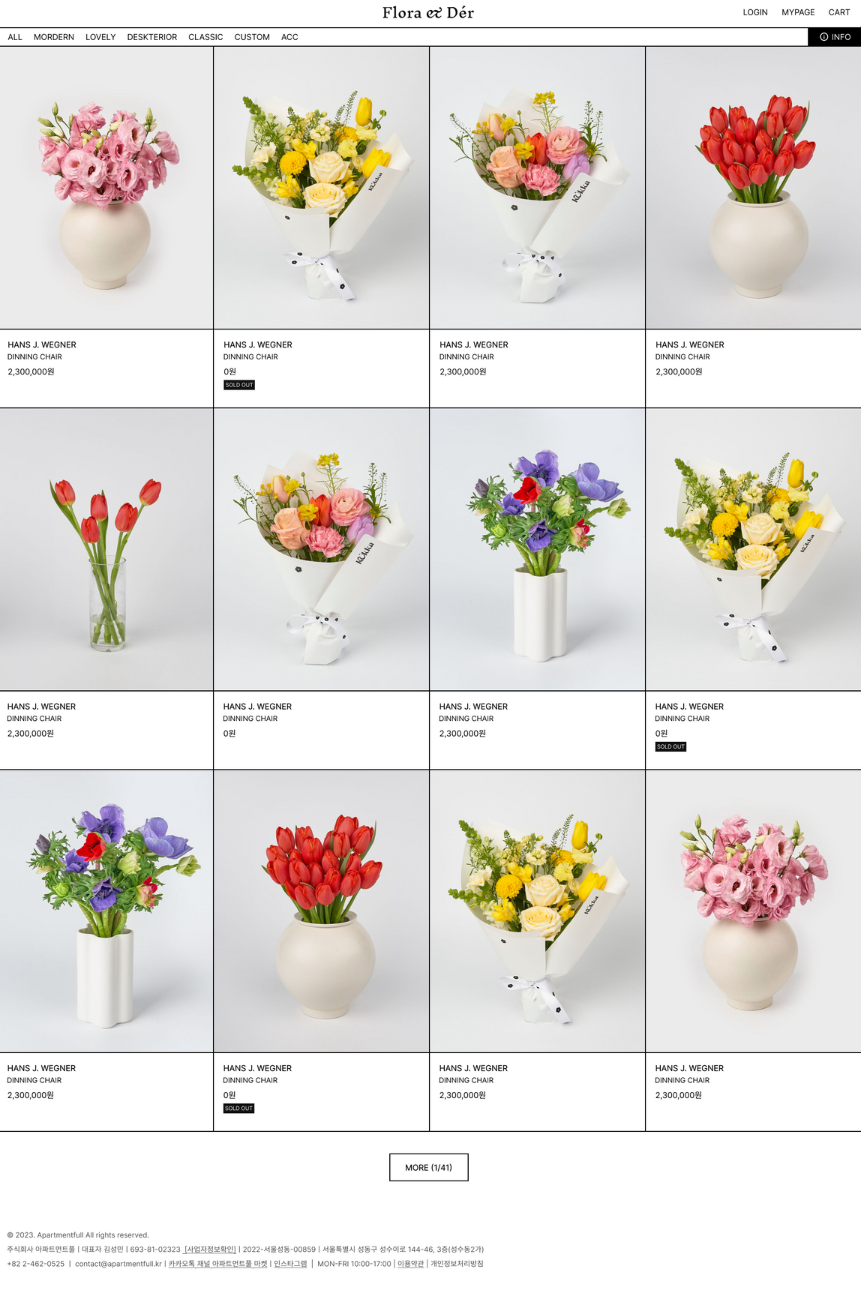 Flora & Dér
LOGIN MYPAGE CART
ALL MORDERN LOVELY DESKTERIOR CLASSIC CUSTOM ACC
INFO
Kukka
Kukka
HANS J. WEGNER
DINNING CHAIR
2,300,000원
HANS J. WEGNER
DINNING CHAIR
0원
SOLD OUT
HANS J. WEGNER
DINNING CHAIR
2,300,000원
HANS J. WEGNER
DINNING CHAIR
2,300,000원
Kukka
Kukka
HANS J. WEGNER
DINNING CHAIR
2,300,000원
HANS J. WEGNER
DINNING CHAIR
0원
HANS J. WEGNER
DINNING CHAIR
2,300,000원
HANS J. WEGNER
DINNING CHAIR
0원
SOLD OUT
Kukka
HANS J. WEGNER
DINNING CHAIR
2,300,000원
HANS J. WEGNER
DINNING CHAIR
0원
SOLD OUT
HANS J. WEGNER
DINNING CHAIR
2,300,000원
HANS J. WEGNER
DINNING CHAIR
2,300,000원
MORE (1/41)
© 2023. Apartmentfull All rights reserved.
주식회사 아파트먼트풀 | 대표자 김성민 | 693-81-02323 [사업자정보확인] | 2022-서울성동-00859 | 서울특별시 성동구 성수이로 144-46, 3층(성수동2가)
+82 2-462-0525 | contact@apartmentfull.kr | 카카오톡 채널 아파트먼트풀 마켓 | 인스타그램 | MON-FRI 10:00-17:00 | 이용약관 | 개인정보처리방침